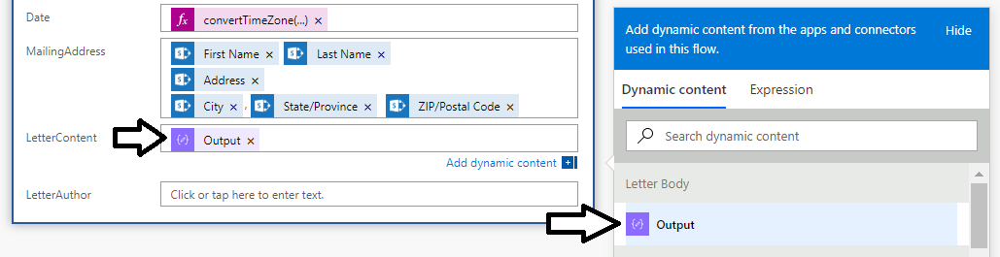 Date
fx convertTimeZone(...) ×
MailingAddress
First Name × Last Name ×
Address ×
City × , State/Province × ZIP/Postal Code ×
LetterContent
Output ×
Add dynamic content
LetterAuthor
Click or tap here to enter text.
Add dynamic content from the apps and connectors
used in this flow.
Hide
Dynamic content Expression
Search dynamic content
Letter Body
Output